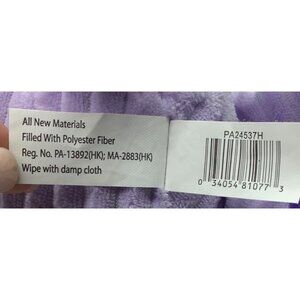 All New Materials
Filled With Polyester Fiber
Reg. No. PA-13892(HK); MA-2883(HK)
Wipe with damp cloth
PA24537H
0 34054 81077 3